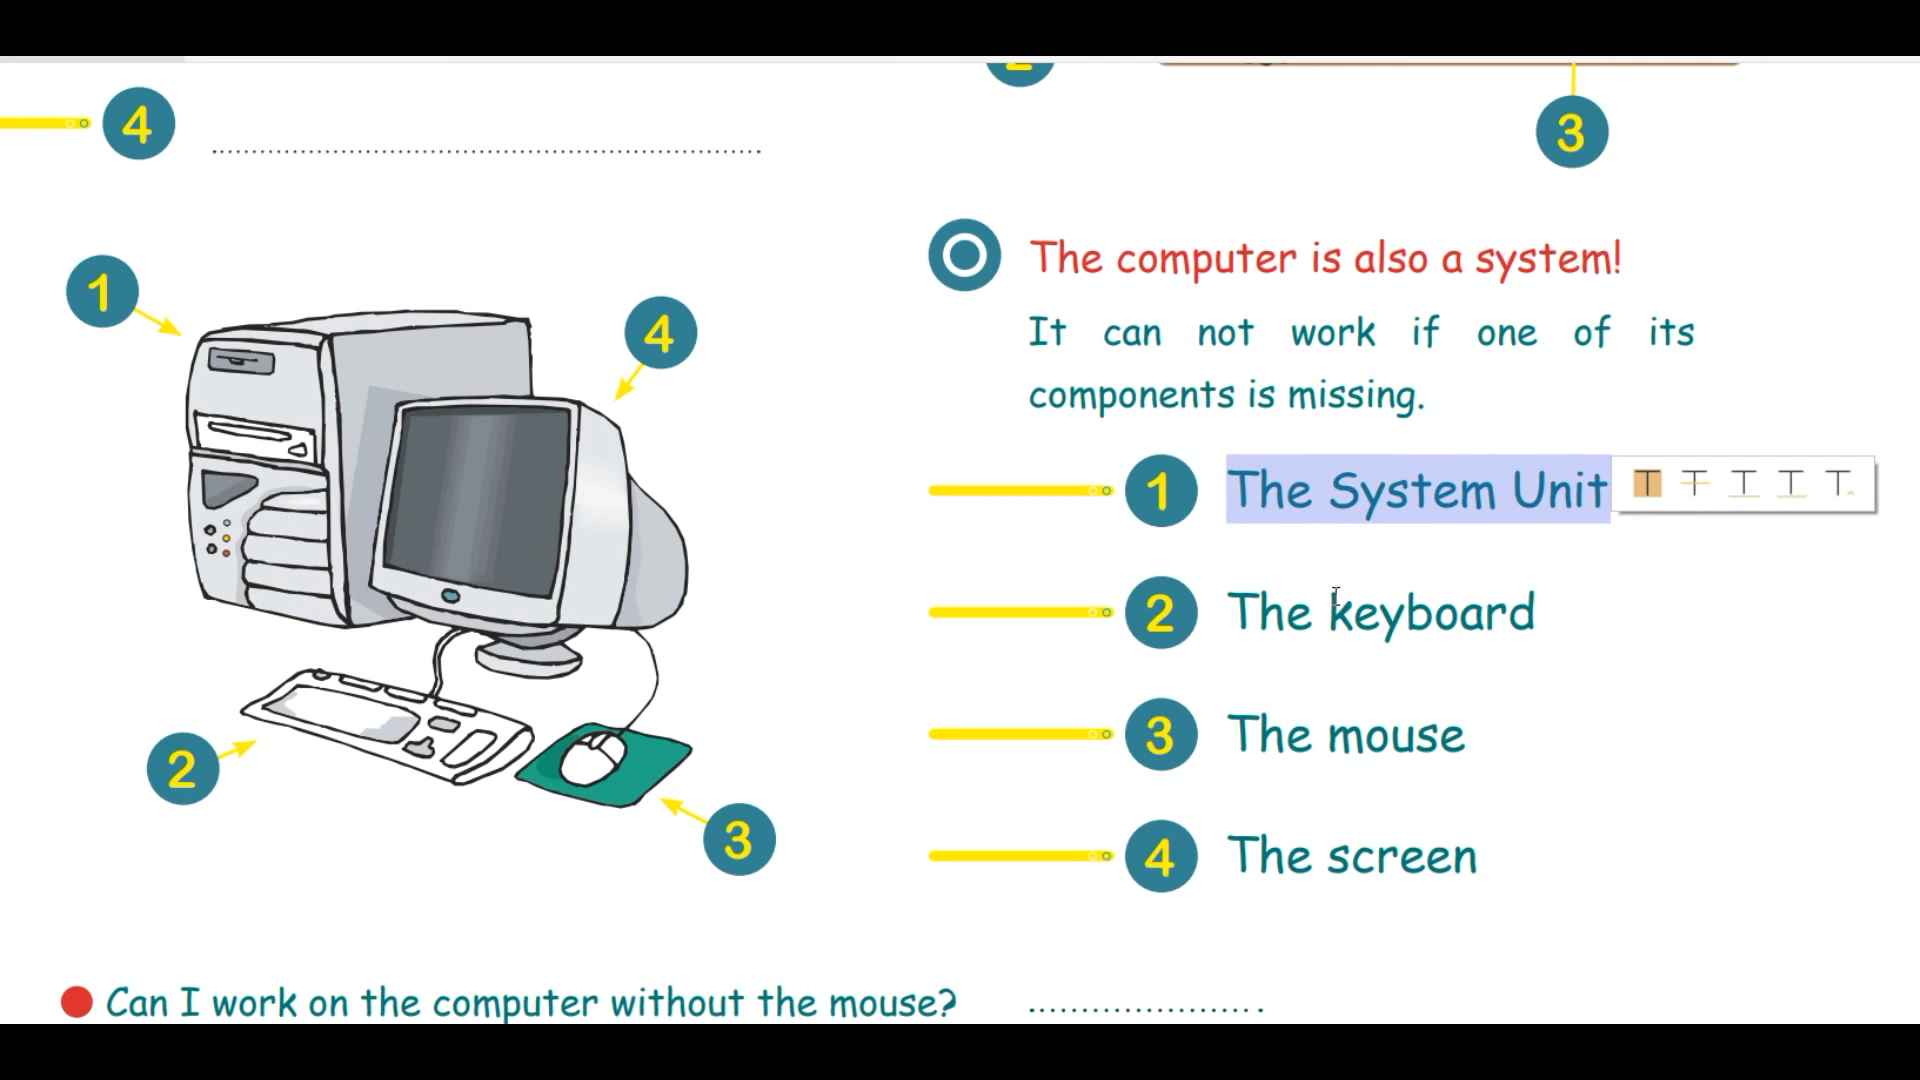 4
3
1
4
2
3
The computer is also a system!
It can not work if one of its
components is missing.
1 The System Unit
2 The keyboard
3 The mouse
4 The screen
Can I work on the computer without the mouse?